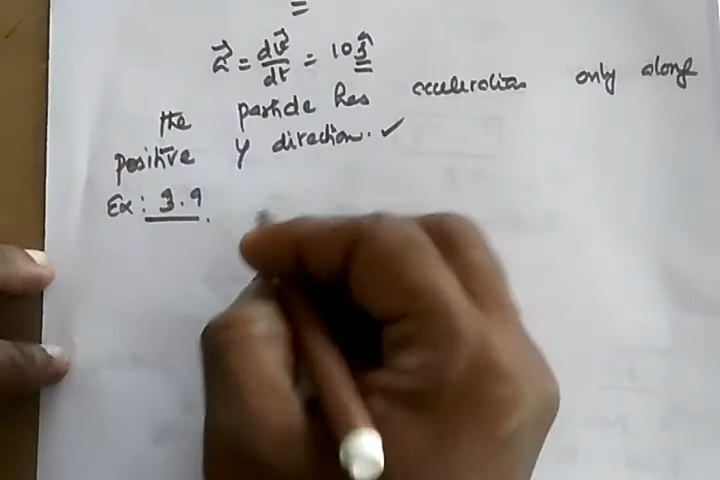 =
a⃗ = dv⃗/dt = 10ĵ
the particle has acceleration only along
positive y direction. ✓
Ex: 3.9.